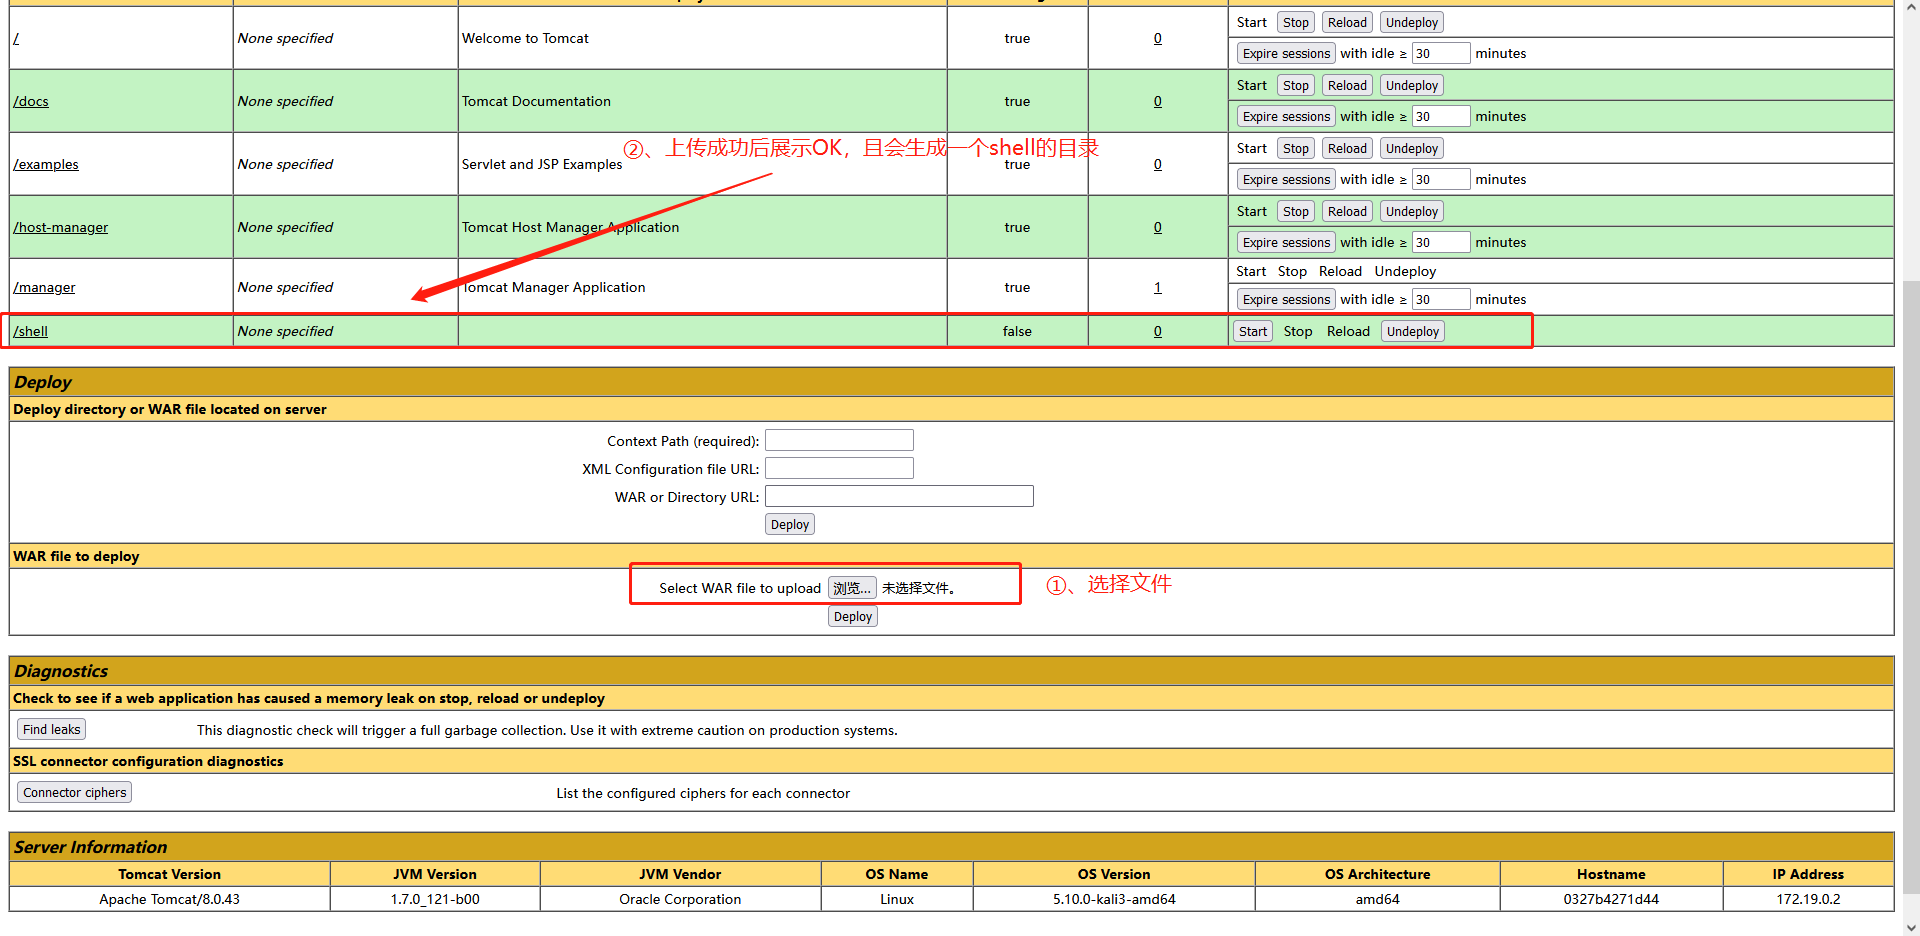 / None specified Welcome to Tomcat true 0 Start Stop Reload Undeploy
Expire sessions with idle ≥ 30 minutes
/docs None specified Tomcat Documentation true 0 Start Stop Reload Undeploy
Expire sessions with idle ≥ 30 minutes
②、上传成功后展示OK，且会生成一个shell的目录
/examples None specified Servlet and JSP Examples true 0 Start Stop Reload Undeploy
Expire sessions with idle ≥ 30 minutes
/host-manager None specified Tomcat Host Manager Application true 0 Start Stop Reload Undeploy
Expire sessions with idle ≥ 30 minutes
/manager None specified Tomcat Manager Application true 1 Start Stop Reload Undeploy
Expire sessions with idle ≥ 30 minutes
/shell None specified false 0 Start Stop Reload Undeploy
Deploy
Deploy directory or WAR file located on server
Context Path (required):
XML Configuration file URL:
WAR or Directory URL:
Deploy
WAR file to deploy
Select WAR file to upload 浏览... 未选择文件。 ①、选择文件
Deploy
Diagnostics
Check to see if a web application has caused a memory leak on stop, reload or undeploy
Find leaks This diagnostic check will trigger a full garbage collection. Use it with extreme caution on production systems.
SSL connector configuration diagnostics
Connector ciphers List the configured ciphers for each connector
Server Information
Tomcat Version JVM Version JVM Vendor OS Name OS Version OS Architecture Hostname IP Address
Apache Tomcat/8.0.43 1.7.0_121-b00 Oracle Corporation Linux 5.10.0-kali3-amd64 amd64 0327b4271d44 172.19.0.2